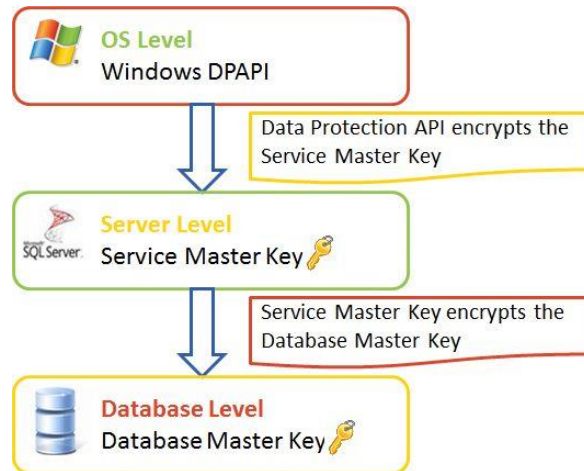 OS Level
Windows DPAPI
Data Protection API encrypts the
Service Master Key
Microsoft
SQL Server
Server Level
Service Master Key
Service Master Key encrypts the
Database Master Key
Database Level
Database Master Key